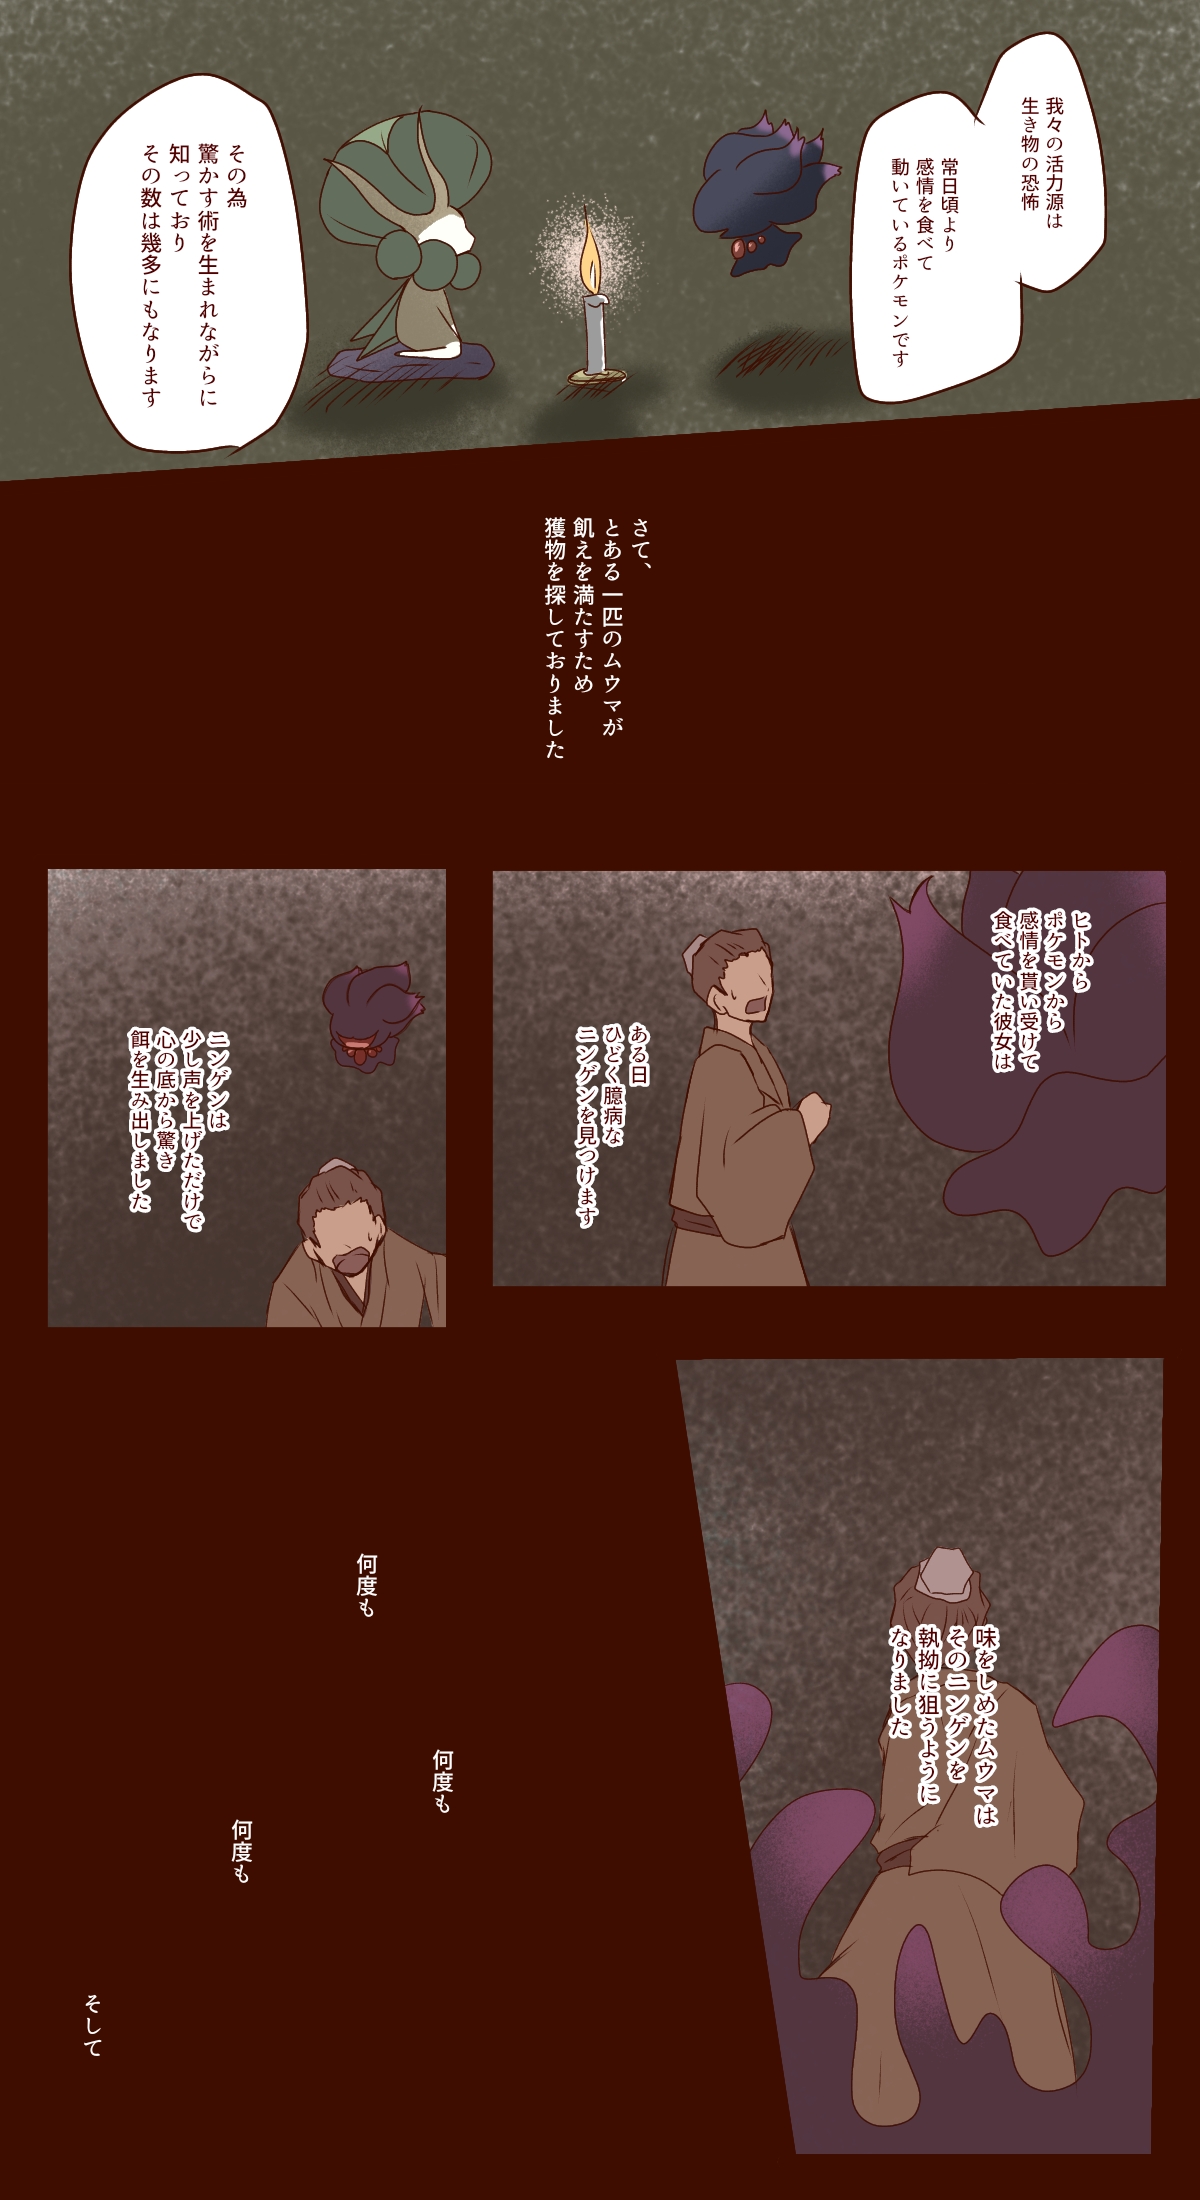 我々の活力源は
生き物の恐怖
常日頃より
感情を食べて
動いているポケモンです
その為
驚かす術を生まれながらに
知っており
その数は幾多にもなります
さて、
とある一匹のムウマが
飢えを満たすため
獲物を探しておりました
ヒトから
ポケモンから
感情を貰い受けて
食べていた彼女は
ある日
ひどく臆病な
ニンゲンを見つけます
ニンゲンは
少し声を上げただけで
心の底から驚き
餌を生み出しました
味をしめたムウマは
そのニンゲンを
執拗に狙うように
なりました
何度も
何度も
何度も
そして